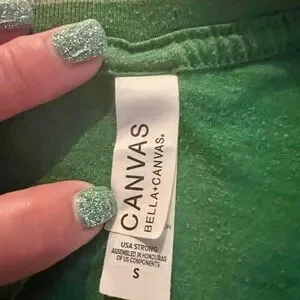 CANVAS
BELLA+CANVAS®
USA STRONG
ASSEMBLED IN HONDURAS
OF US COMPONENTS
S